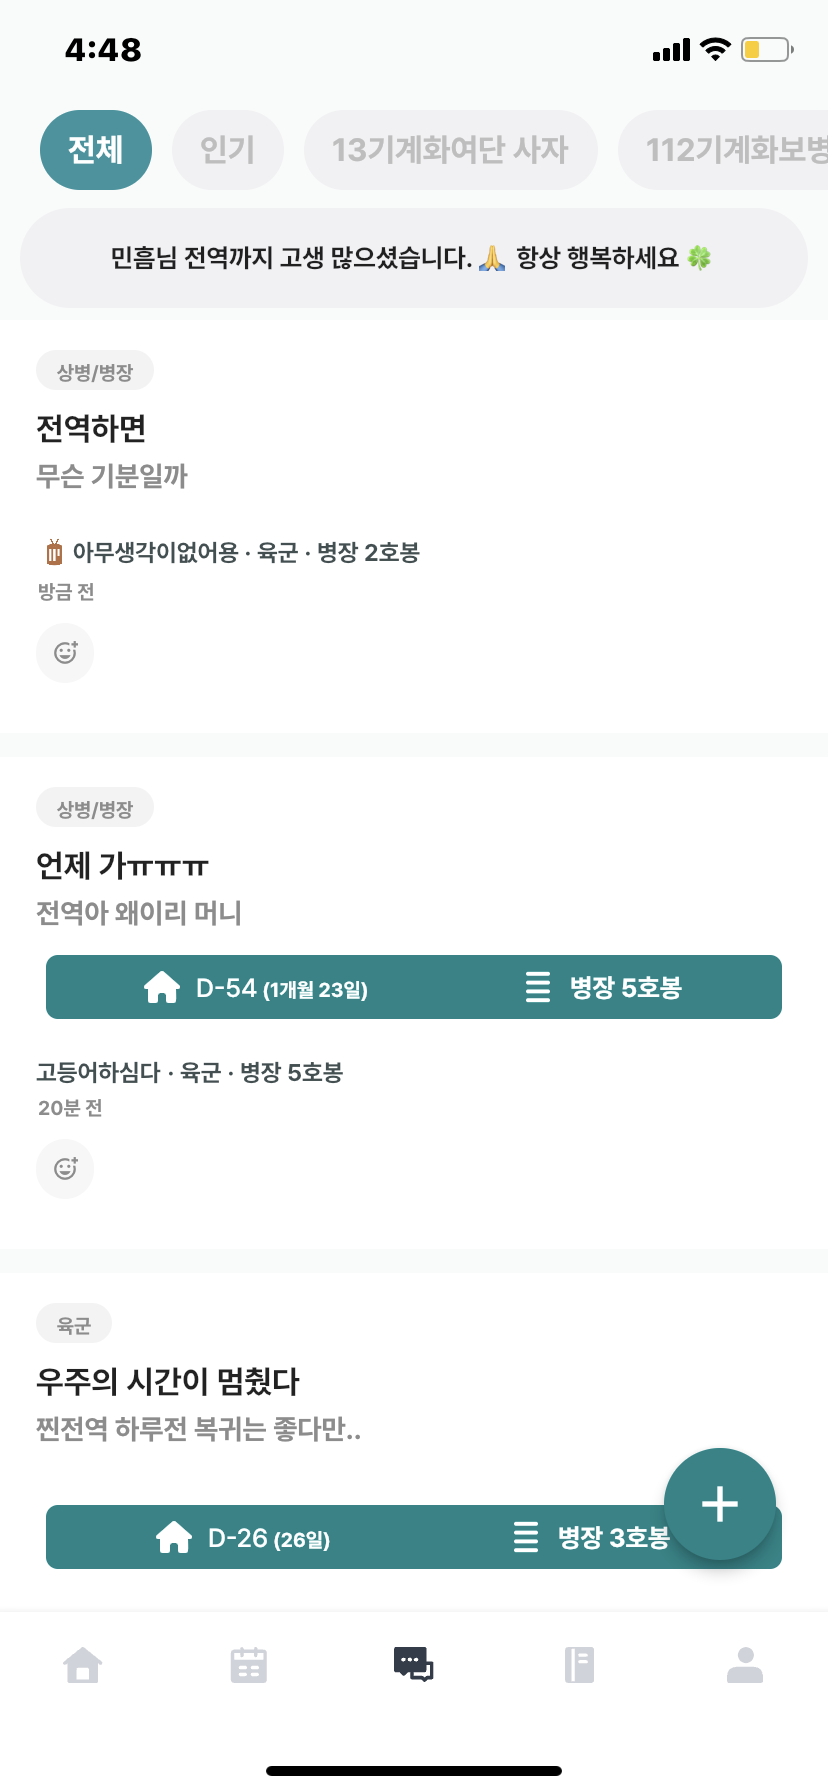 4:48
전체 인기 13기계화여단 사자 112기계화보병
민흠님 전역까지 고생 많으셨습니다.🙏 항상 행복하세요 🍀
상병/병장
전역하면
무슨 기분일까
아무생각이없어용 · 육군 · 병장 2호봉
방금 전
상병/병장
언제 가ㅠㅠㅠ
전역아 왜이리 머니
D-54 (1개월 23일) 병장 5호봉
고등어하심다 · 육군 · 병장 5호봉
20분 전
육군
우주의 시간이 멈췄다
찐전역 하루전 복귀는 좋다만..
D-26 (26일) 병장 3호봉